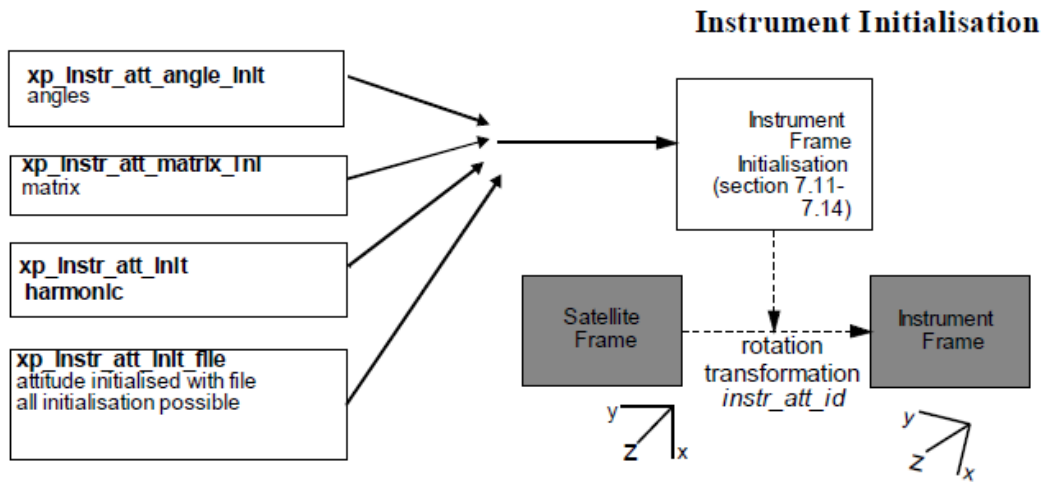 Instrument Initialisation
xp_instr_att_angle_init
angles
xp_instr_att_matrix_ini
matrix
xp_instr_att_init
harmonic
xp_instr_att_init_file
attitude initialised with file
all initialisation possible
Instrument
Frame
Initialisation
(section 7.11-
7.14)
Satellite
Frame
rotation
transformation
instr_att_id
Instrument
Frame
y
z
x
y
z
x